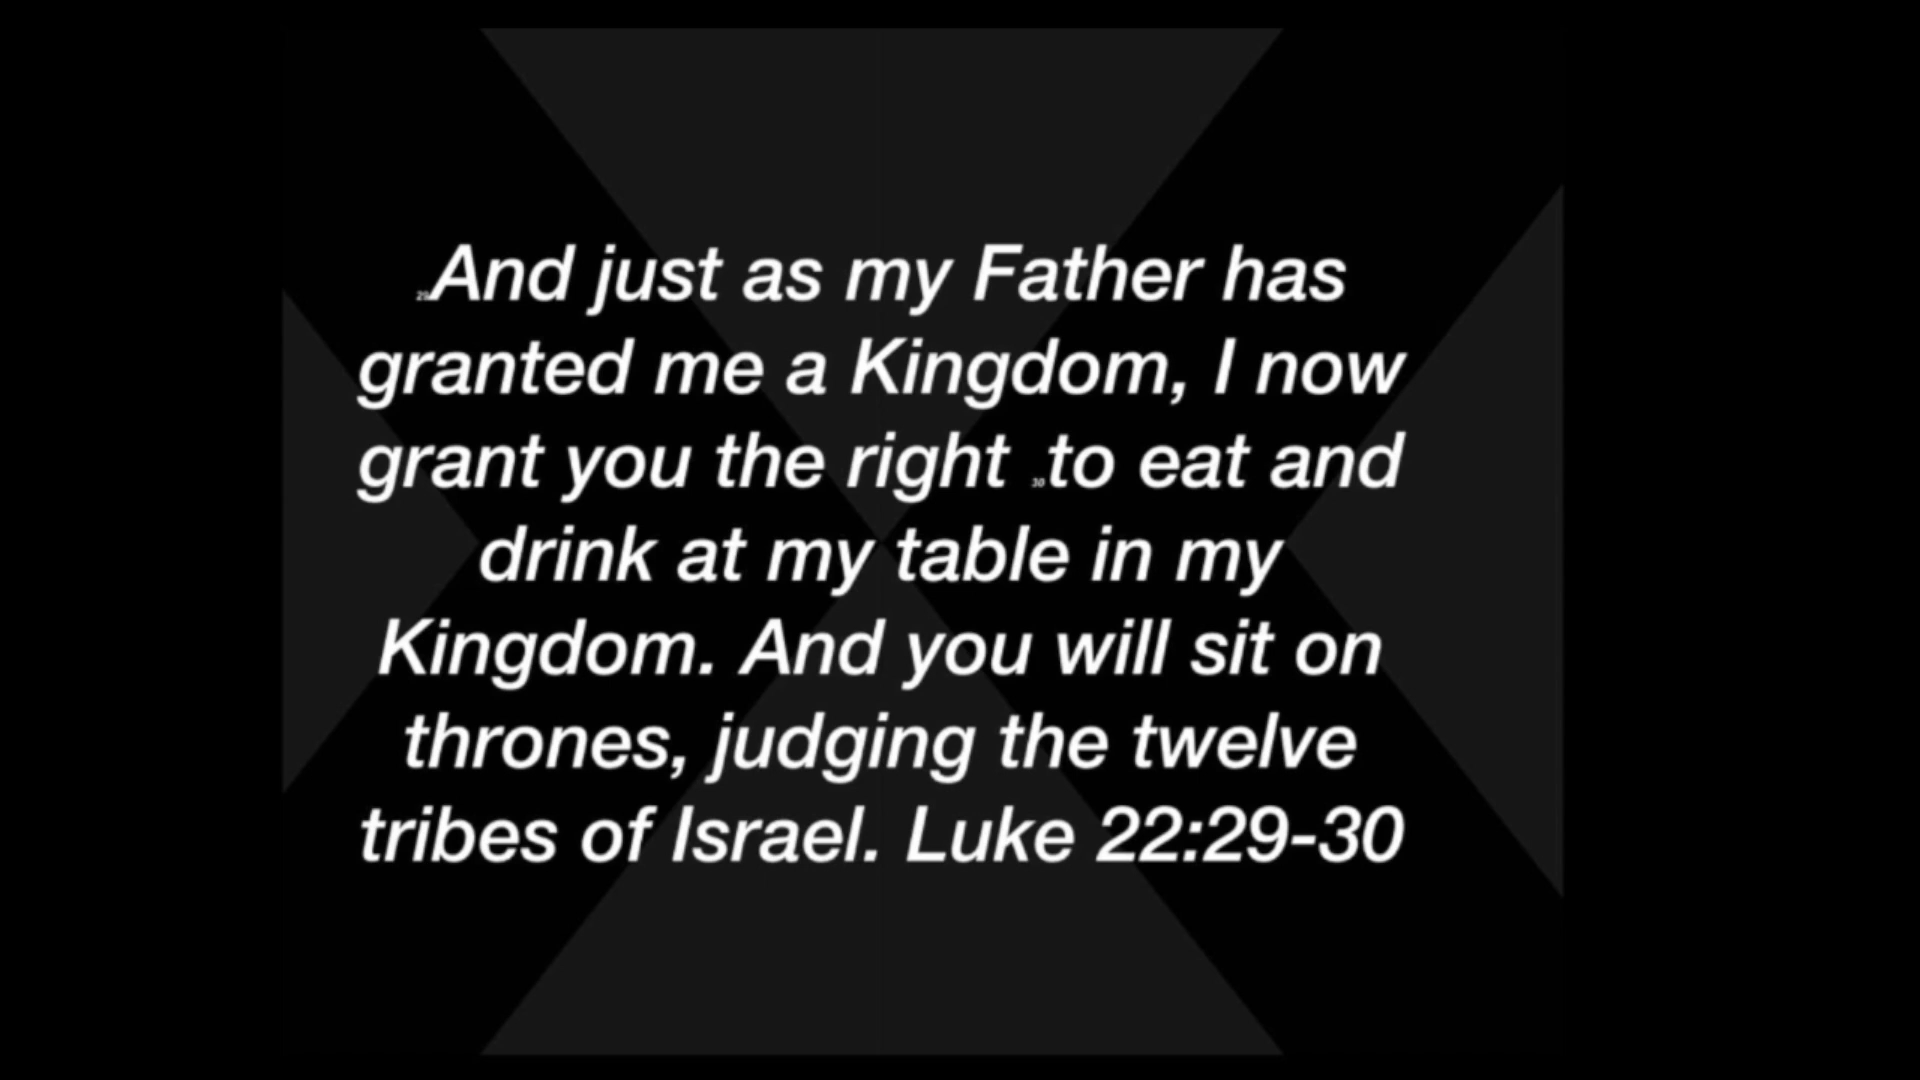 29And just as my Father has
granted me a Kingdom, I now
grant you the right 30to eat and
drink at my table in my
Kingdom. And you will sit on
thrones, judging the twelve
tribes of Israel. Luke 22:29-30